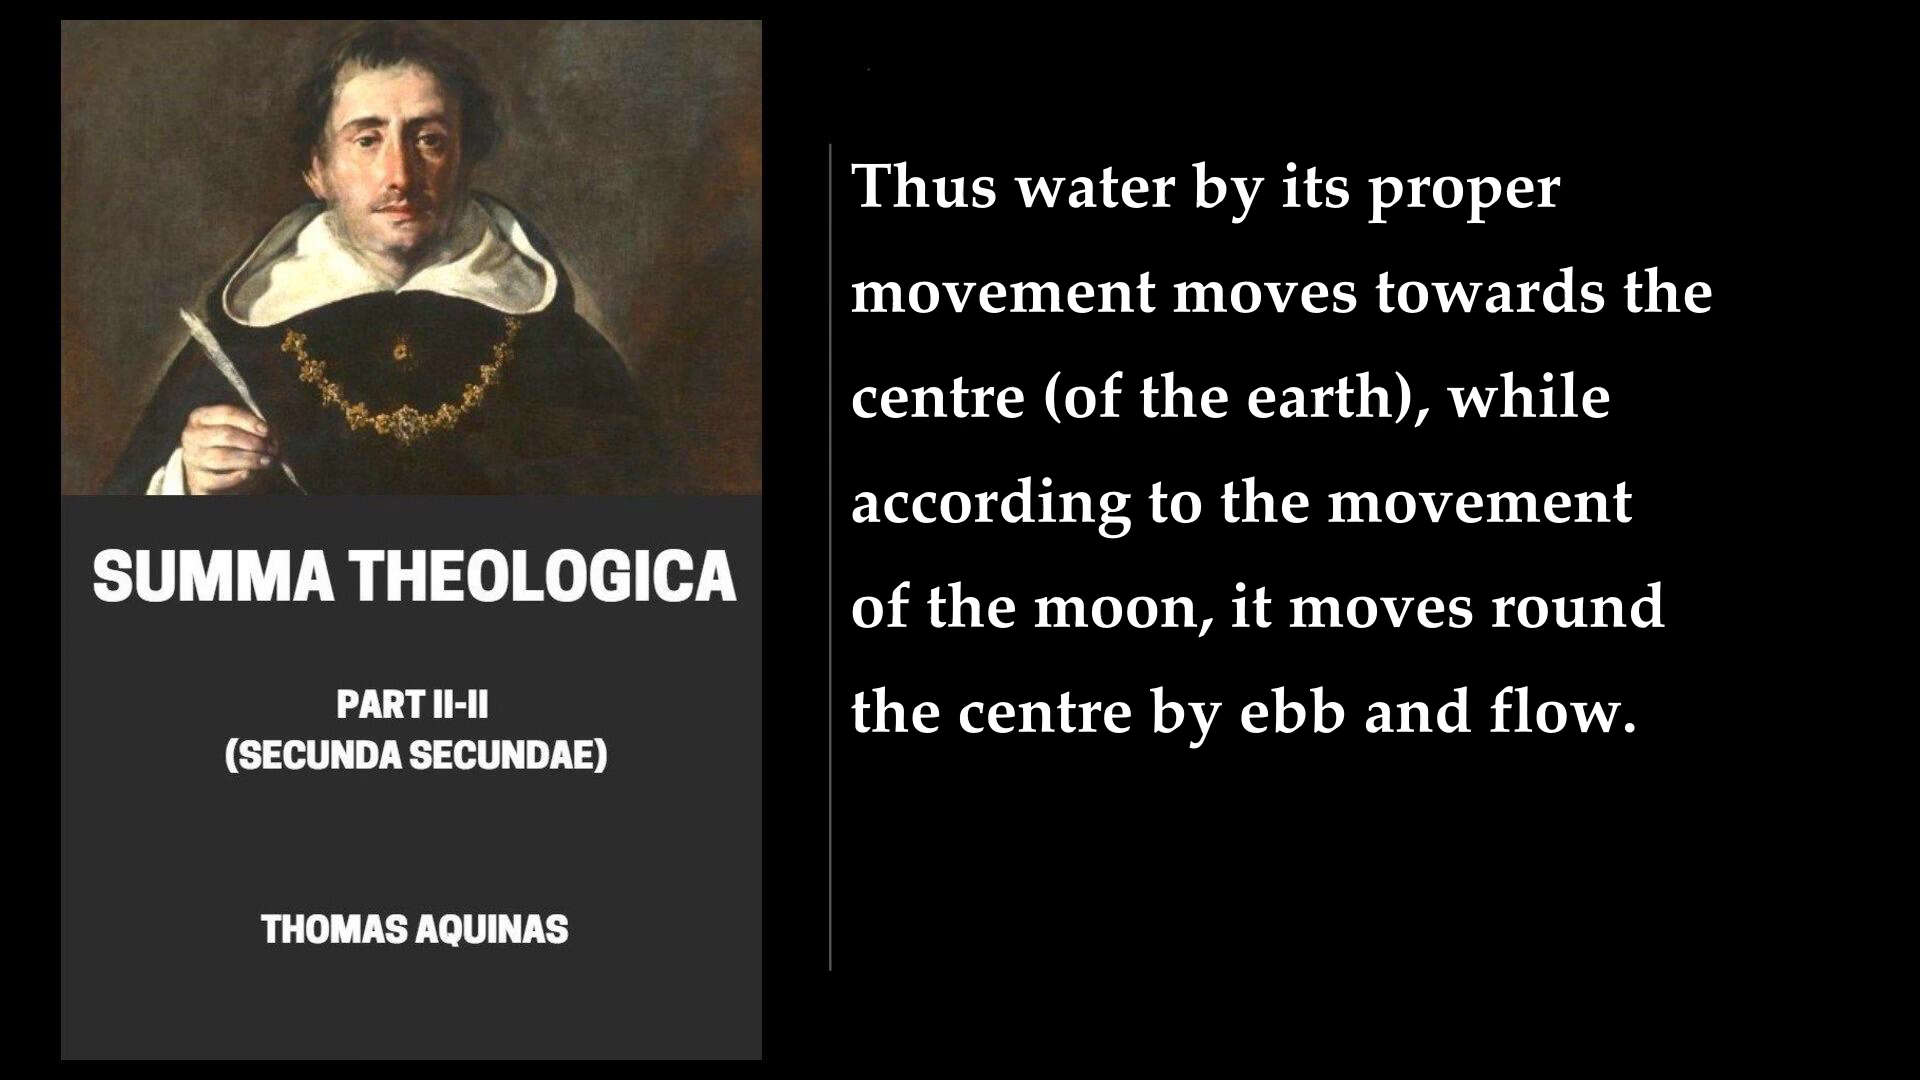 SUMMA THEOLOGICA
PART II-II
(SECUNDA SECUNDAE)
THOMAS AQUINAS
Thus water by its proper
movement moves towards the
centre (of the earth), while
according to the movement
of the moon, it moves round
the centre by ebb and flow.